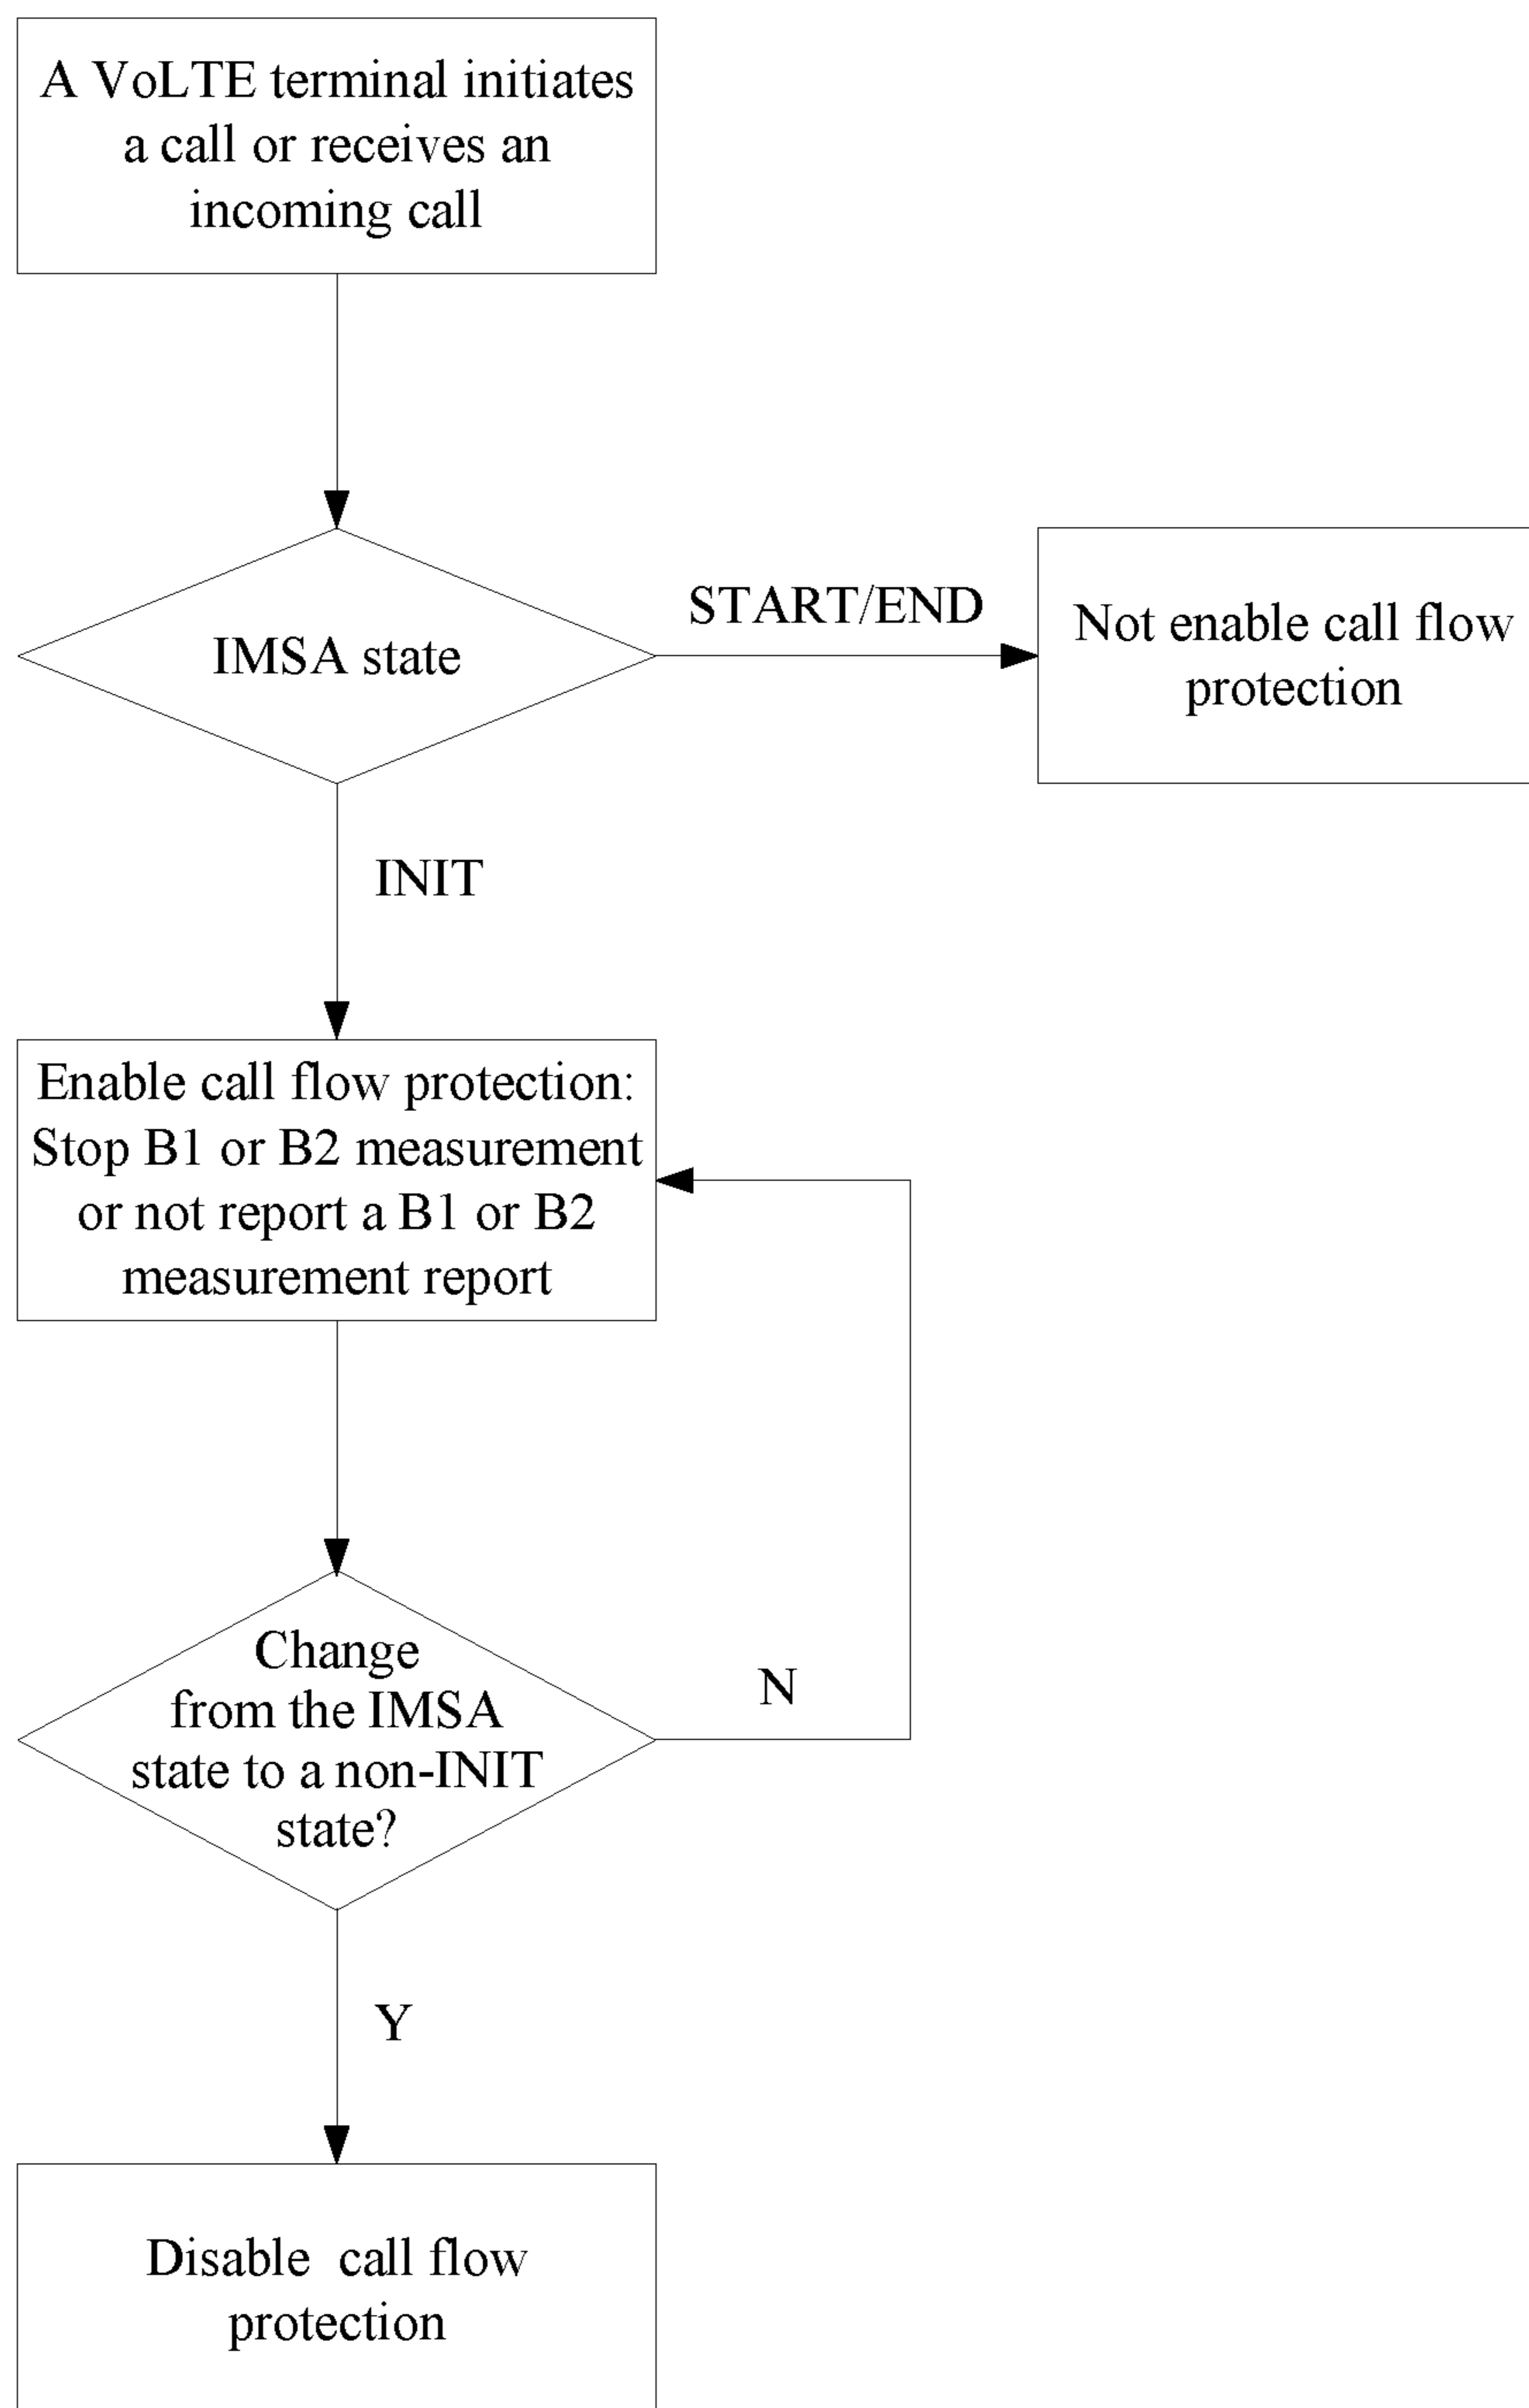 A VoLTE terminal initiates
a call or receives an
incoming call
IMSA state
START/END
Not enable call flow
protection
INIT
Enable call flow protection:
Stop B1 or B2 measurement
or not report a B1 or B2
measurement report
Change
from the IMSA
state to a non-INIT
state?
N
Y
Disable call flow
protection